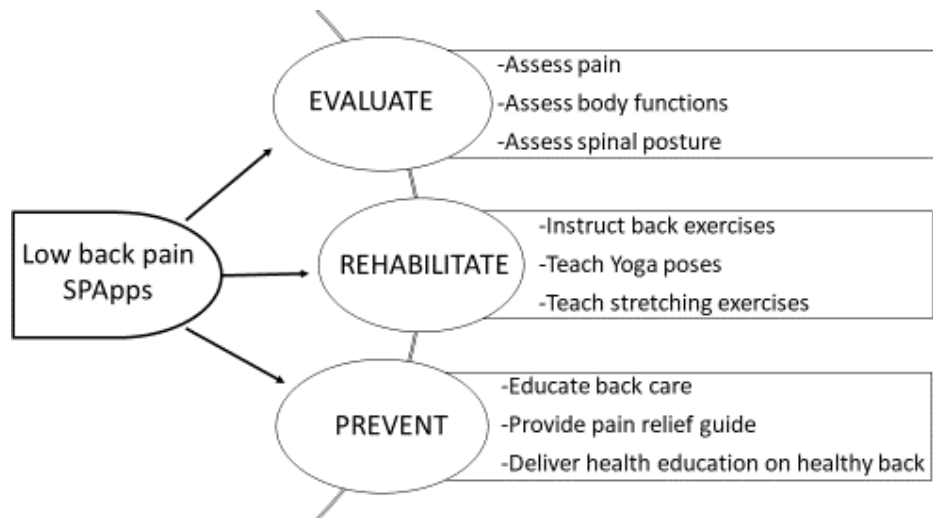 Low back pain
SPApps
EVALUATE
-Assess pain
-Assess body functions
-Assess spinal posture
REHABILITATE
-Instruct back exercises
-Teach Yoga poses
-Teach stretching exercises
PREVENT
-Educate back care
-Provide pain relief guide
-Deliver health education on healthy back